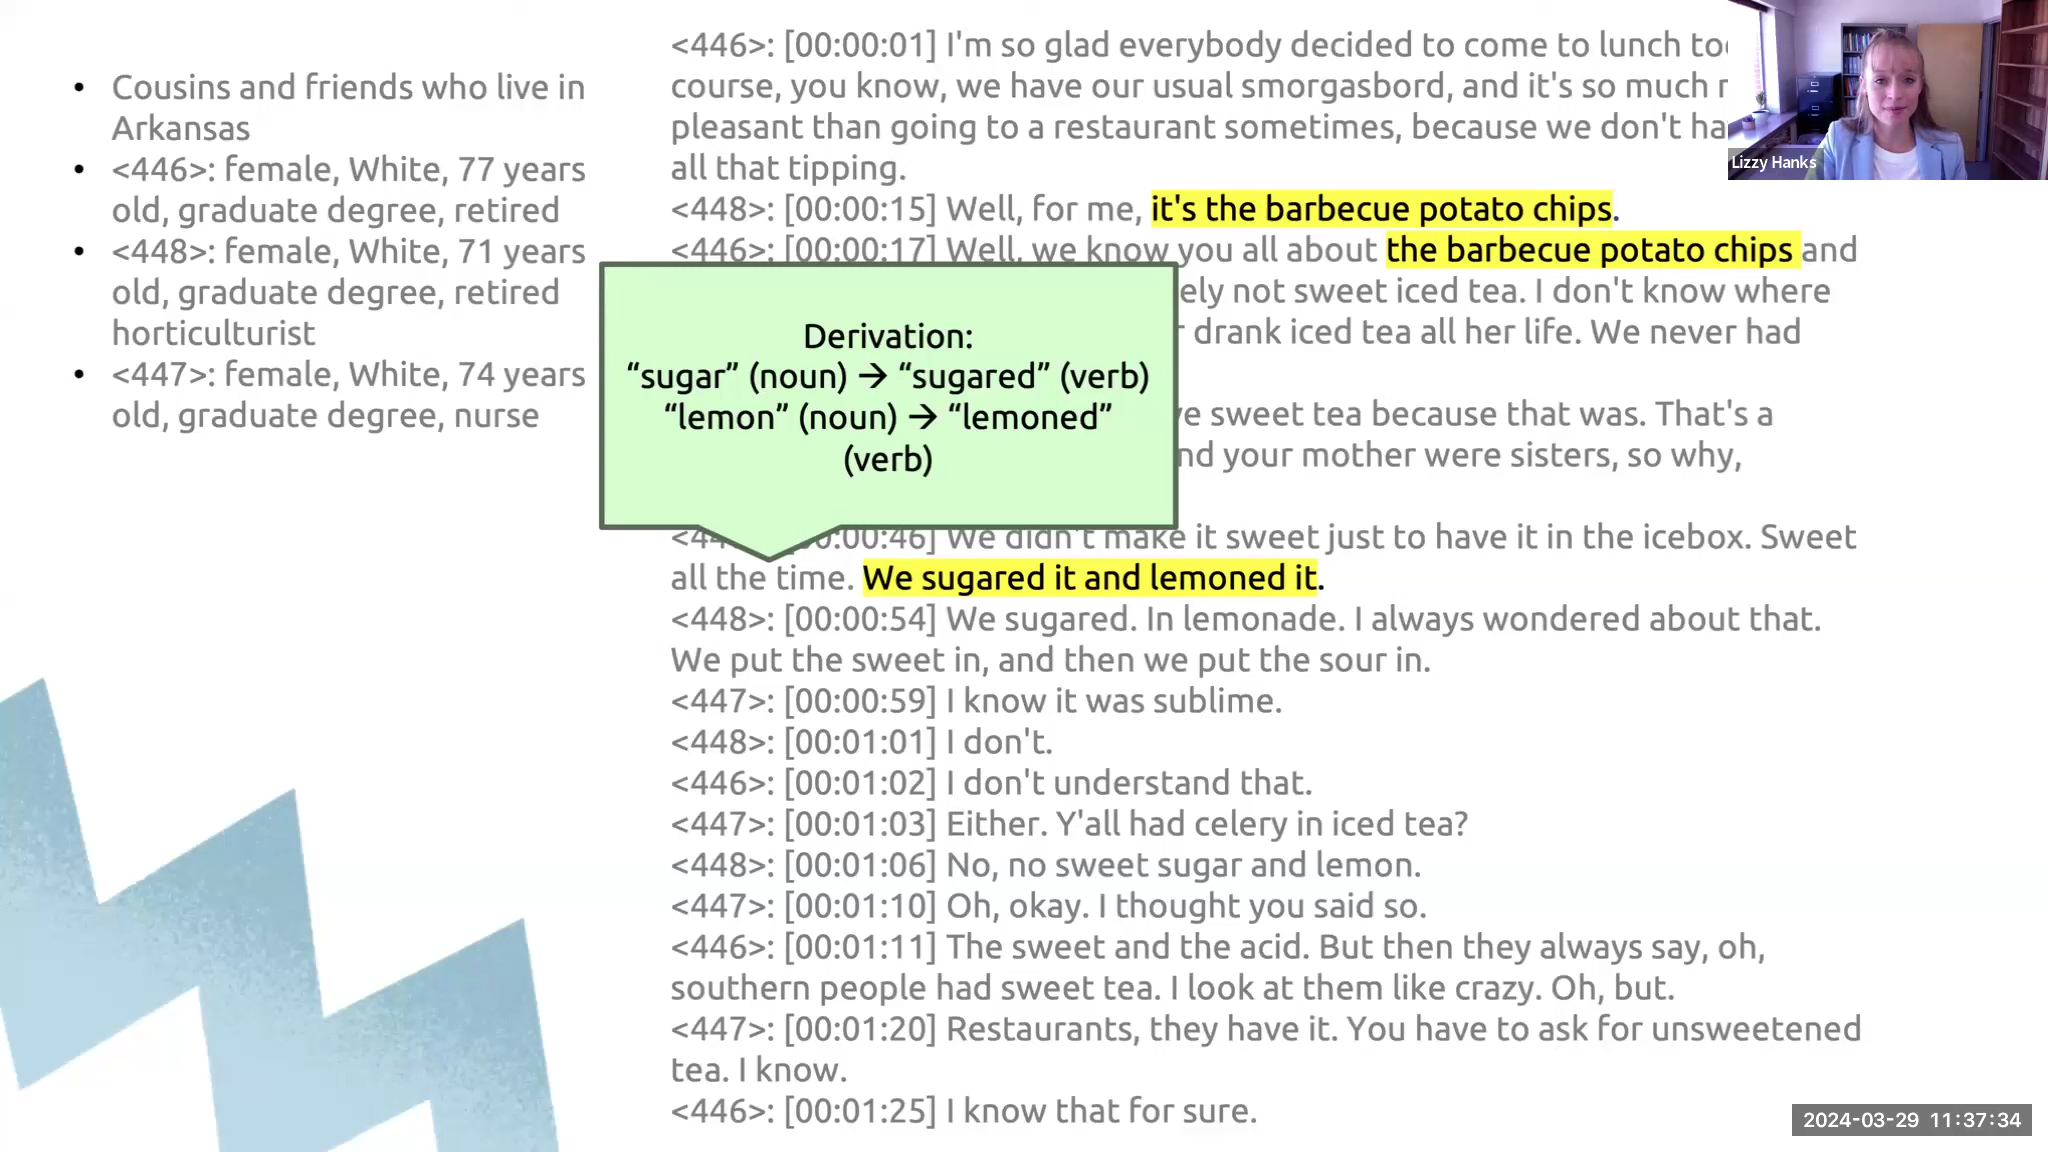 • Cousins and friends who live in
Arkansas
• <446>: female, White, 77 years
old, graduate degree, retired
• <448>: female, White, 71 years
old, graduate degree, retired
horticulturist
• <447>: female, White, 74 years
old, graduate degree, nurse
<446>: [00:00:01] I'm so glad everybody decided to come to lunch
course, you know, we have our usual smorgasbord, and it's so much
pleasant than going to a restaurant sometimes, because we don't
all that tipping.
<448>: [00:00:15] Well, for me, it's the barbecue potato chips.
<446>: [00:00:17] Well, we know you all about the barbecue potato chips and
not sweet iced tea. I don't know where
drank iced tea all her life. We never had
sweet tea because that was. That's a
your mother were sisters, so why,
Derivation:
“sugar” (noun) → “sugared” (verb)
“lemon” (noun) → “lemoned”
(verb)
We didn't make it sweet just to have it in the icebox. Sweet
all the time. We sugared it and lemoned it.
<448>: [00:00:54] We sugared. In lemonade. I always wondered about that.
We put the sweet in, and then we put the sour in.
<447>: [00:00:59] I know it was sublime.
<448>: [00:01:01] I don't.
<446>: [00:01:02] I don't understand that.
<447>: [00:01:03] Either. Y'all had celery in iced tea?
<448>: [00:01:06] No, no sweet sugar and lemon.
<447>: [00:01:10] Oh, okay. I thought you said so.
<446>: [00:01:11] The sweet and the acid. But then they always say, oh,
southern people had sweet tea. I look at them like crazy. Oh, but.
<447>: [00:01:20] Restaurants, they have it. You have to ask for unsweetened
tea. I know.
<446>: [00:01:25] I know that for sure.
Lizzy Hanks
2024-03-29 11:37:34